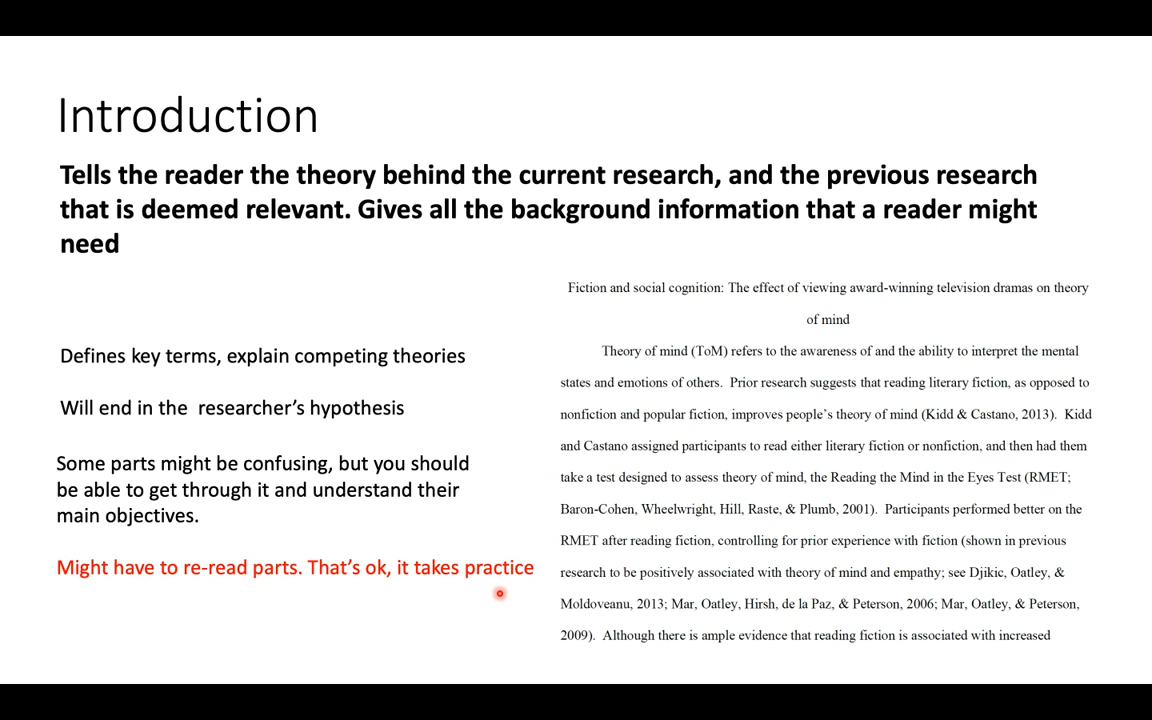 Introduction
Tells the reader the theory behind the current research, and the previous research
that is deemed relevant. Gives all the background information that a reader might
need
Defines key terms, explain competing theories
Will end in the researcher’s hypothesis
Some parts might be confusing, but you should
be able to get through it and understand their
main objectives.
Might have to re-read parts. That’s ok, it takes practice
Fiction and social cognition: The effect of viewing award-winning television dramas on theory
of mind
Theory of mind (ToM) refers to the awareness of and the ability to interpret the mental
states and emotions of others. Prior research suggests that reading literary fiction, as opposed to
nonfiction and popular fiction, improves people’s theory of mind (Kidd & Castano, 2013). Kidd
and Castano assigned participants to read either literary fiction or nonfiction, and then had them
take a test designed to assess theory of mind, the Reading the Mind in the Eyes Test (RMET;
Baron-Cohen, Wheelwright, Hill, Raste, & Plumb, 2001). Participants performed better on the
RMET after reading fiction, controlling for prior experience with fiction (shown in previous
research to be positively associated with theory of mind and empathy; see Djikic, Oatley, &
Moldoveanu, 2013; Mar, Oatley, Hirsh, de la Paz, & Peterson, 2006; Mar, Oatley, & Peterson,
2009). Although there is ample evidence that reading fiction is associated with increased